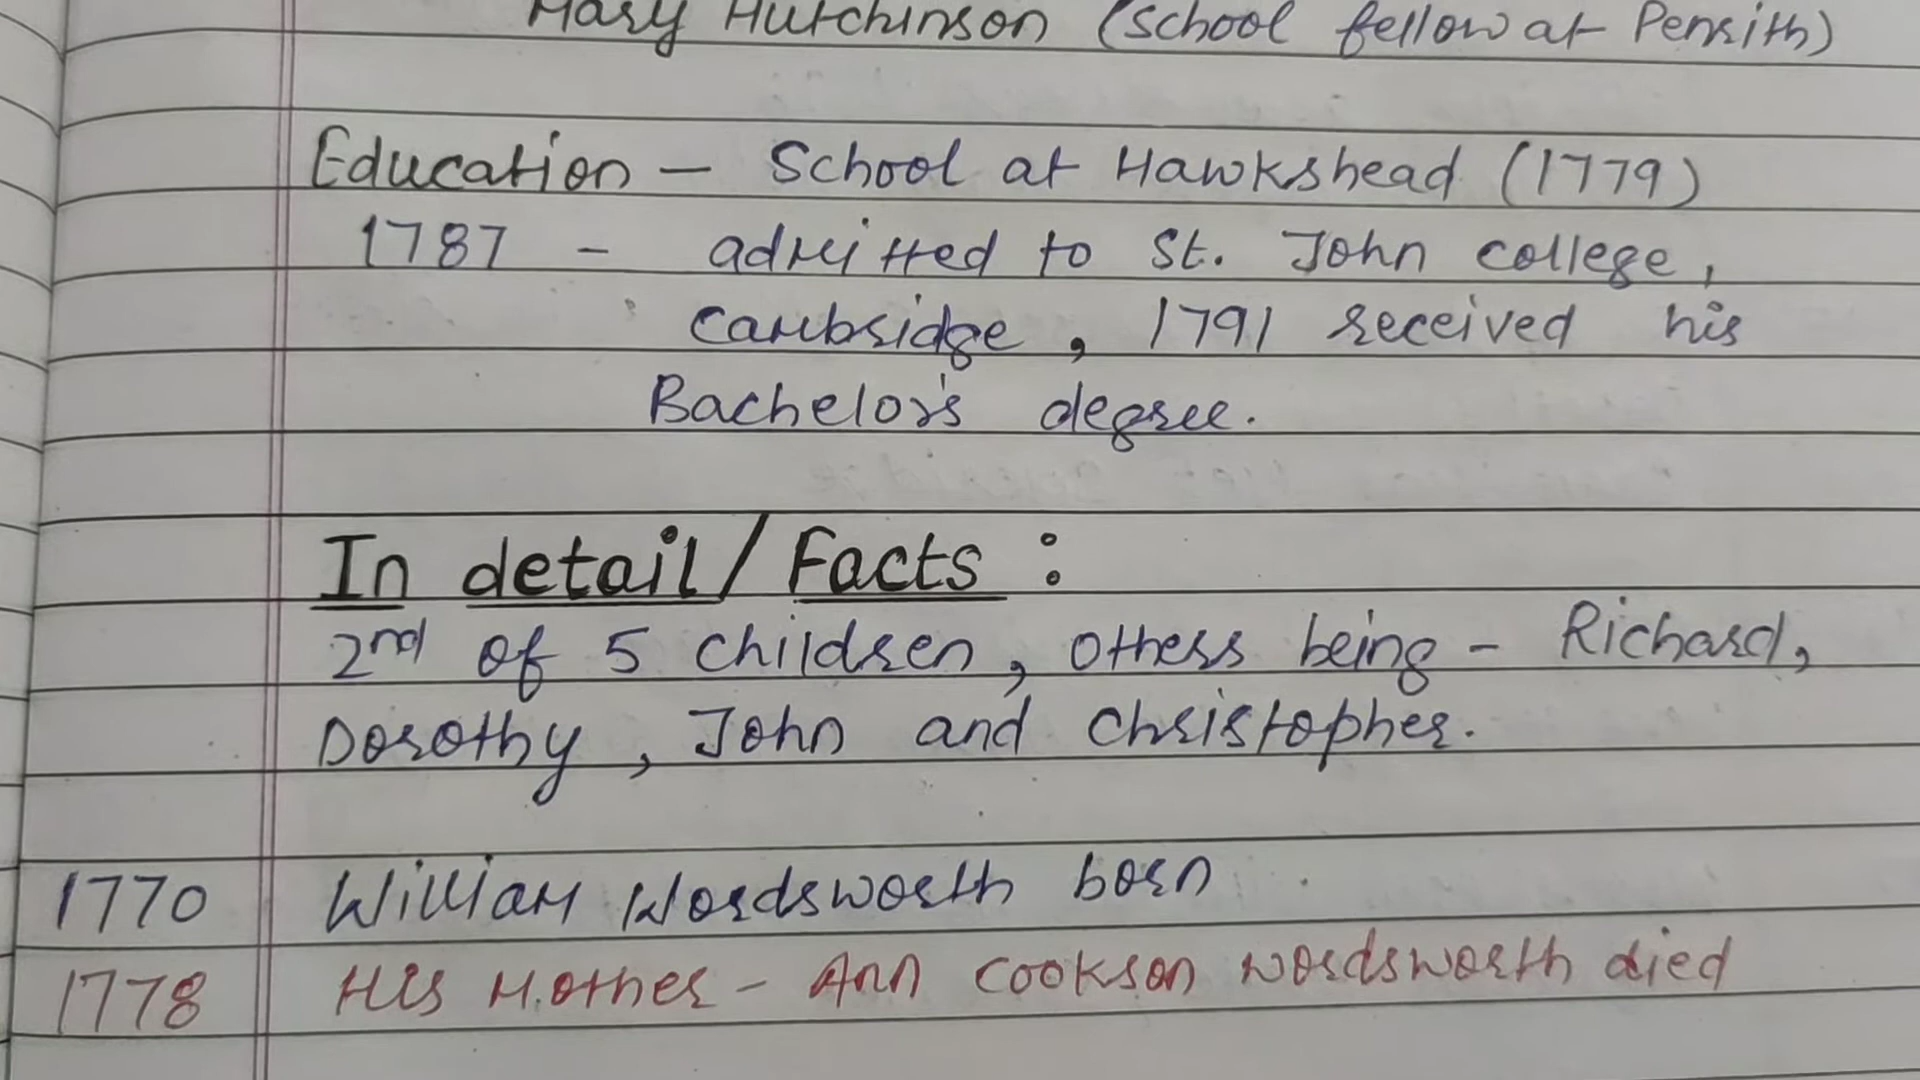 Mary Hutchinson (School fellow at Penrith)
Education – School at Hawkshead (1779)
1787 - admitted to St. John college,
Cambridge, 1791 received his
Bachelor's degree.
In detail/Facts :
2nd of 5 children, others being - Richard,
Dorothy, John and Christopher.
1770 William Wordsworth born
1778 His Mother - Ann Cookson Wordsworth died